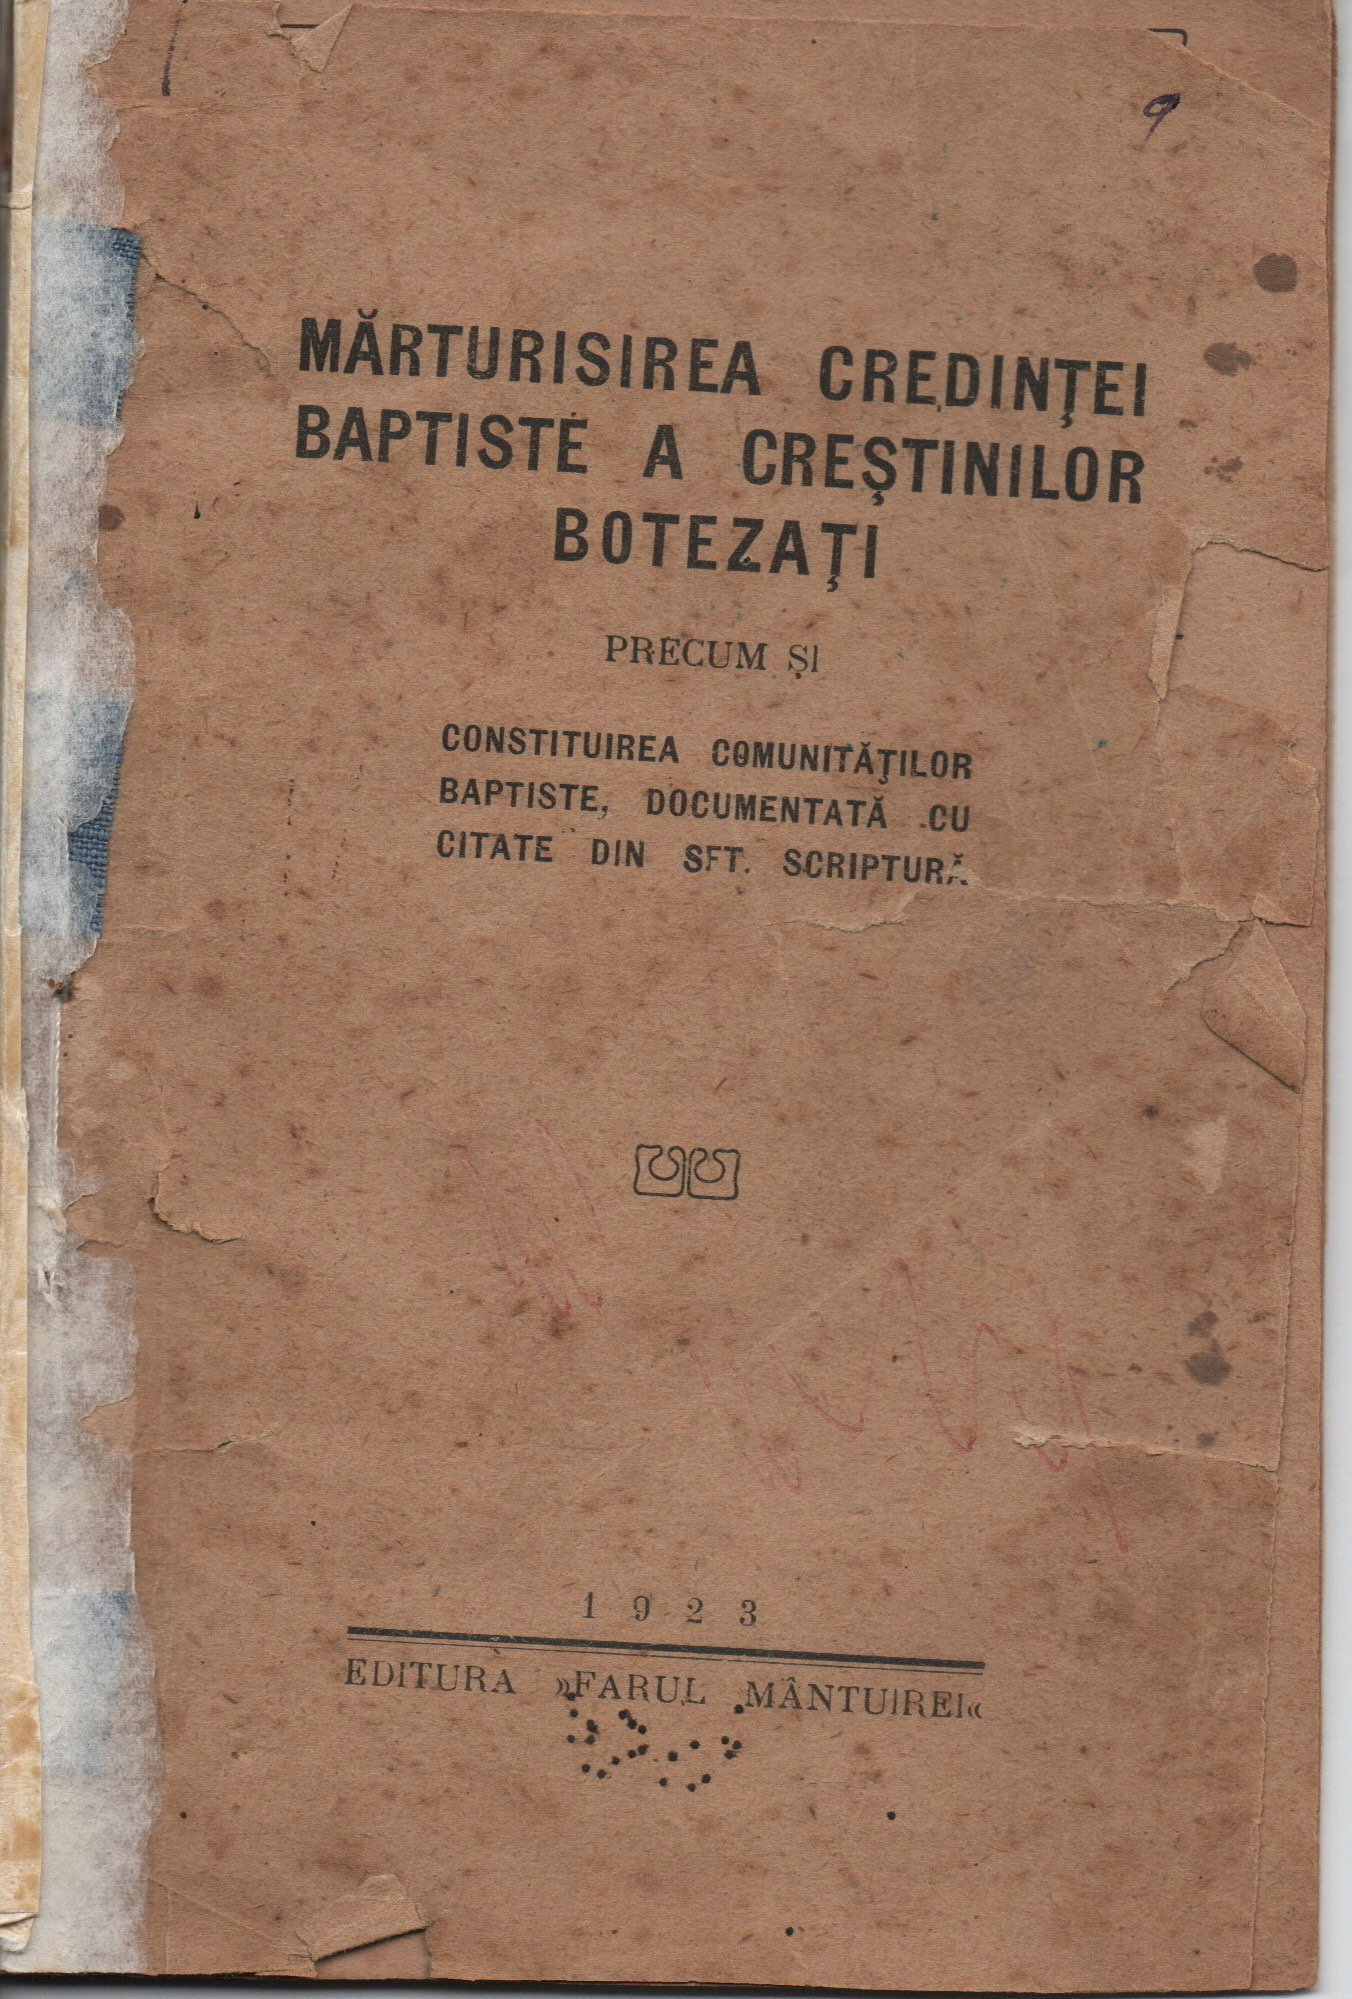 9
MĂRTURISIREA CREDINŢEI
BAPTISTE A CREŞTINILOR
BOTEZAŢI
PRECUM ȘI
CONSTITUIREA COMUNITĂŢILOR
BAPTISTE, DOCUMENTATĂ CU
CITATE DIN SFT. SCRIPTURĂ
1923
EDITURA »FARUL MÂNTUIREI«